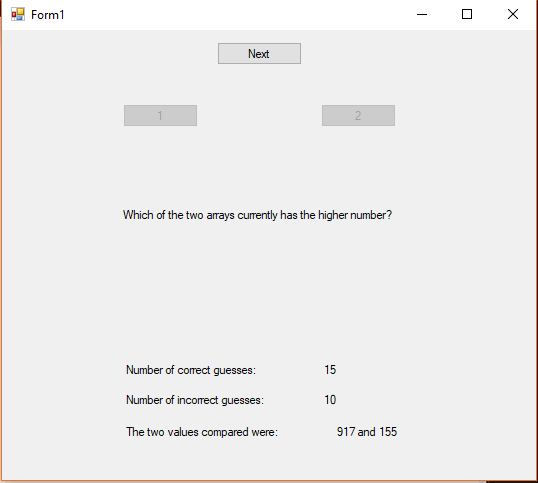 Form1
Next
1 2
Which of the two arrays currently has the higher number?
Number of correct guesses: 15
Number of incorrect guesses: 10
The two values compared were: 917 and 155